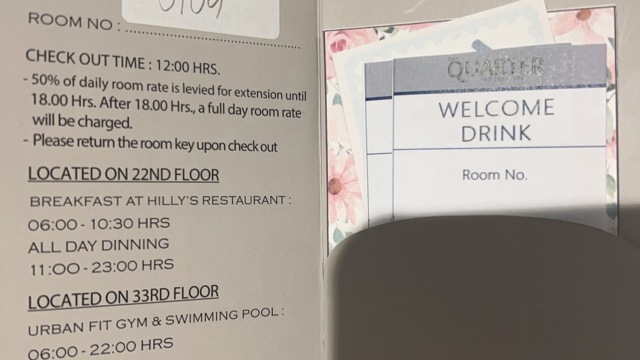 ROOM NO :
CHECK OUT TIME : 12:00 HRS.
- 50% of daily room rate is levied for extension until
18.00 Hrs. After 18.00 Hrs., a full day room rate
will be charged.
- Please return the room key upon check out
LOCATED ON 22ND FLOOR
BREAKFAST AT HILLY'S RESTAURANT :
06:00 - 10:30 HRS
ALL DAY DINNING
11:00 - 23:00 HRS
LOCATED ON 33RD FLOOR
URBAN FIT GYM & SWIMMING POOL :
06:00 - 22:00 HRS
QUARTER
WELCOME
DRINK
Room No.